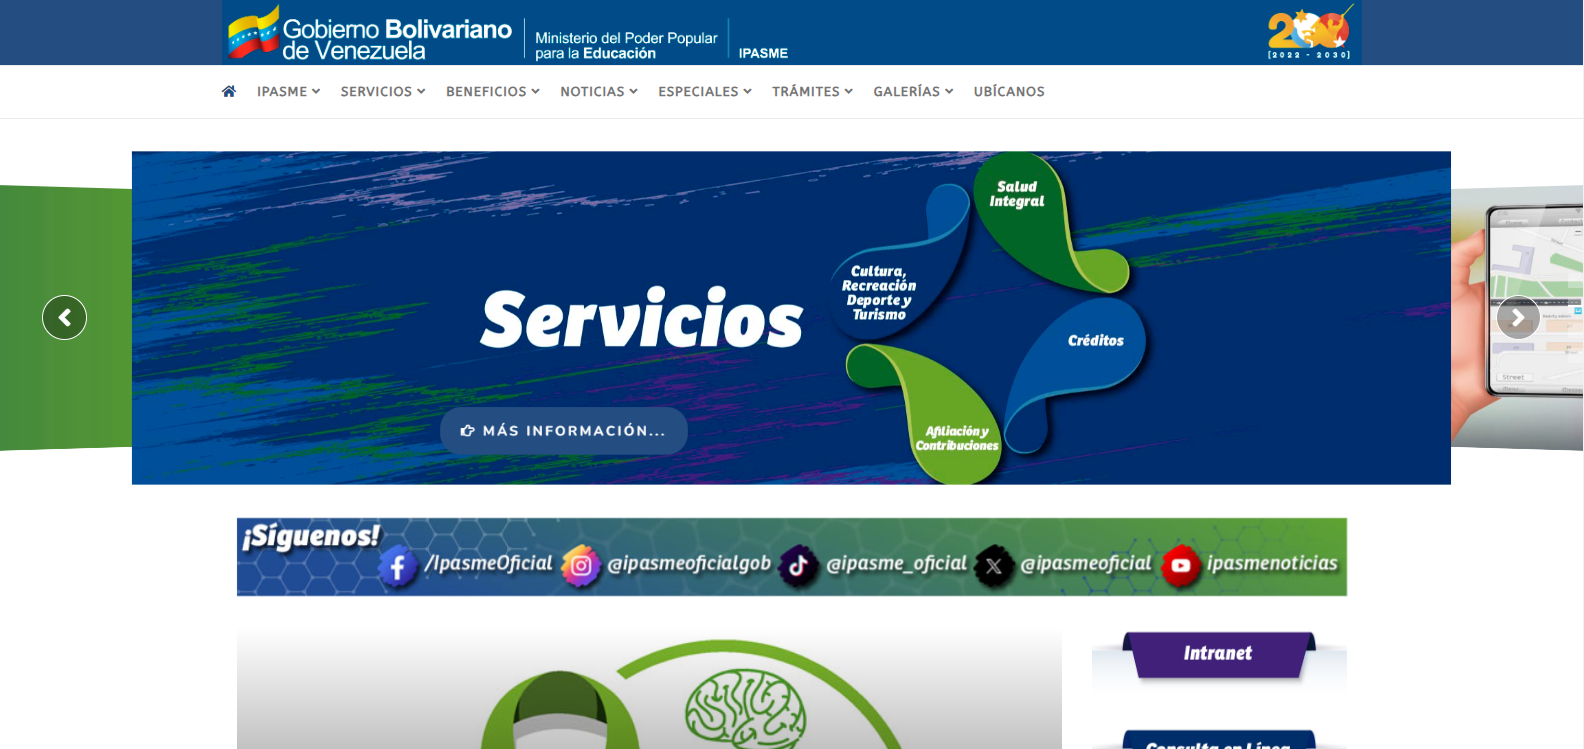 Gobierno Bolivariano
de Venezuela
Ministerio del Poder Popular
para la Educación
IPASME
200
[2022 - 2030]
IPASME
SERVICIOS
BENEFICIOS
NOTICIAS
ESPECIALES
TRÁMITES
GALERÍAS
UBÍCANOS
Servicios
MÁS INFORMACIÓN...
Salud
Integral
Cultura,
Recreación
Deporte y
Turismo
Créditos
Afiliación y
Contribuciones
Street
¡Síguenos!
/IpasmeOficial
@ipasmeoficialgob
@ipasme_oficial
@ipasmeoficial
ipasmenoticias
Intranet
Consulta en Línea